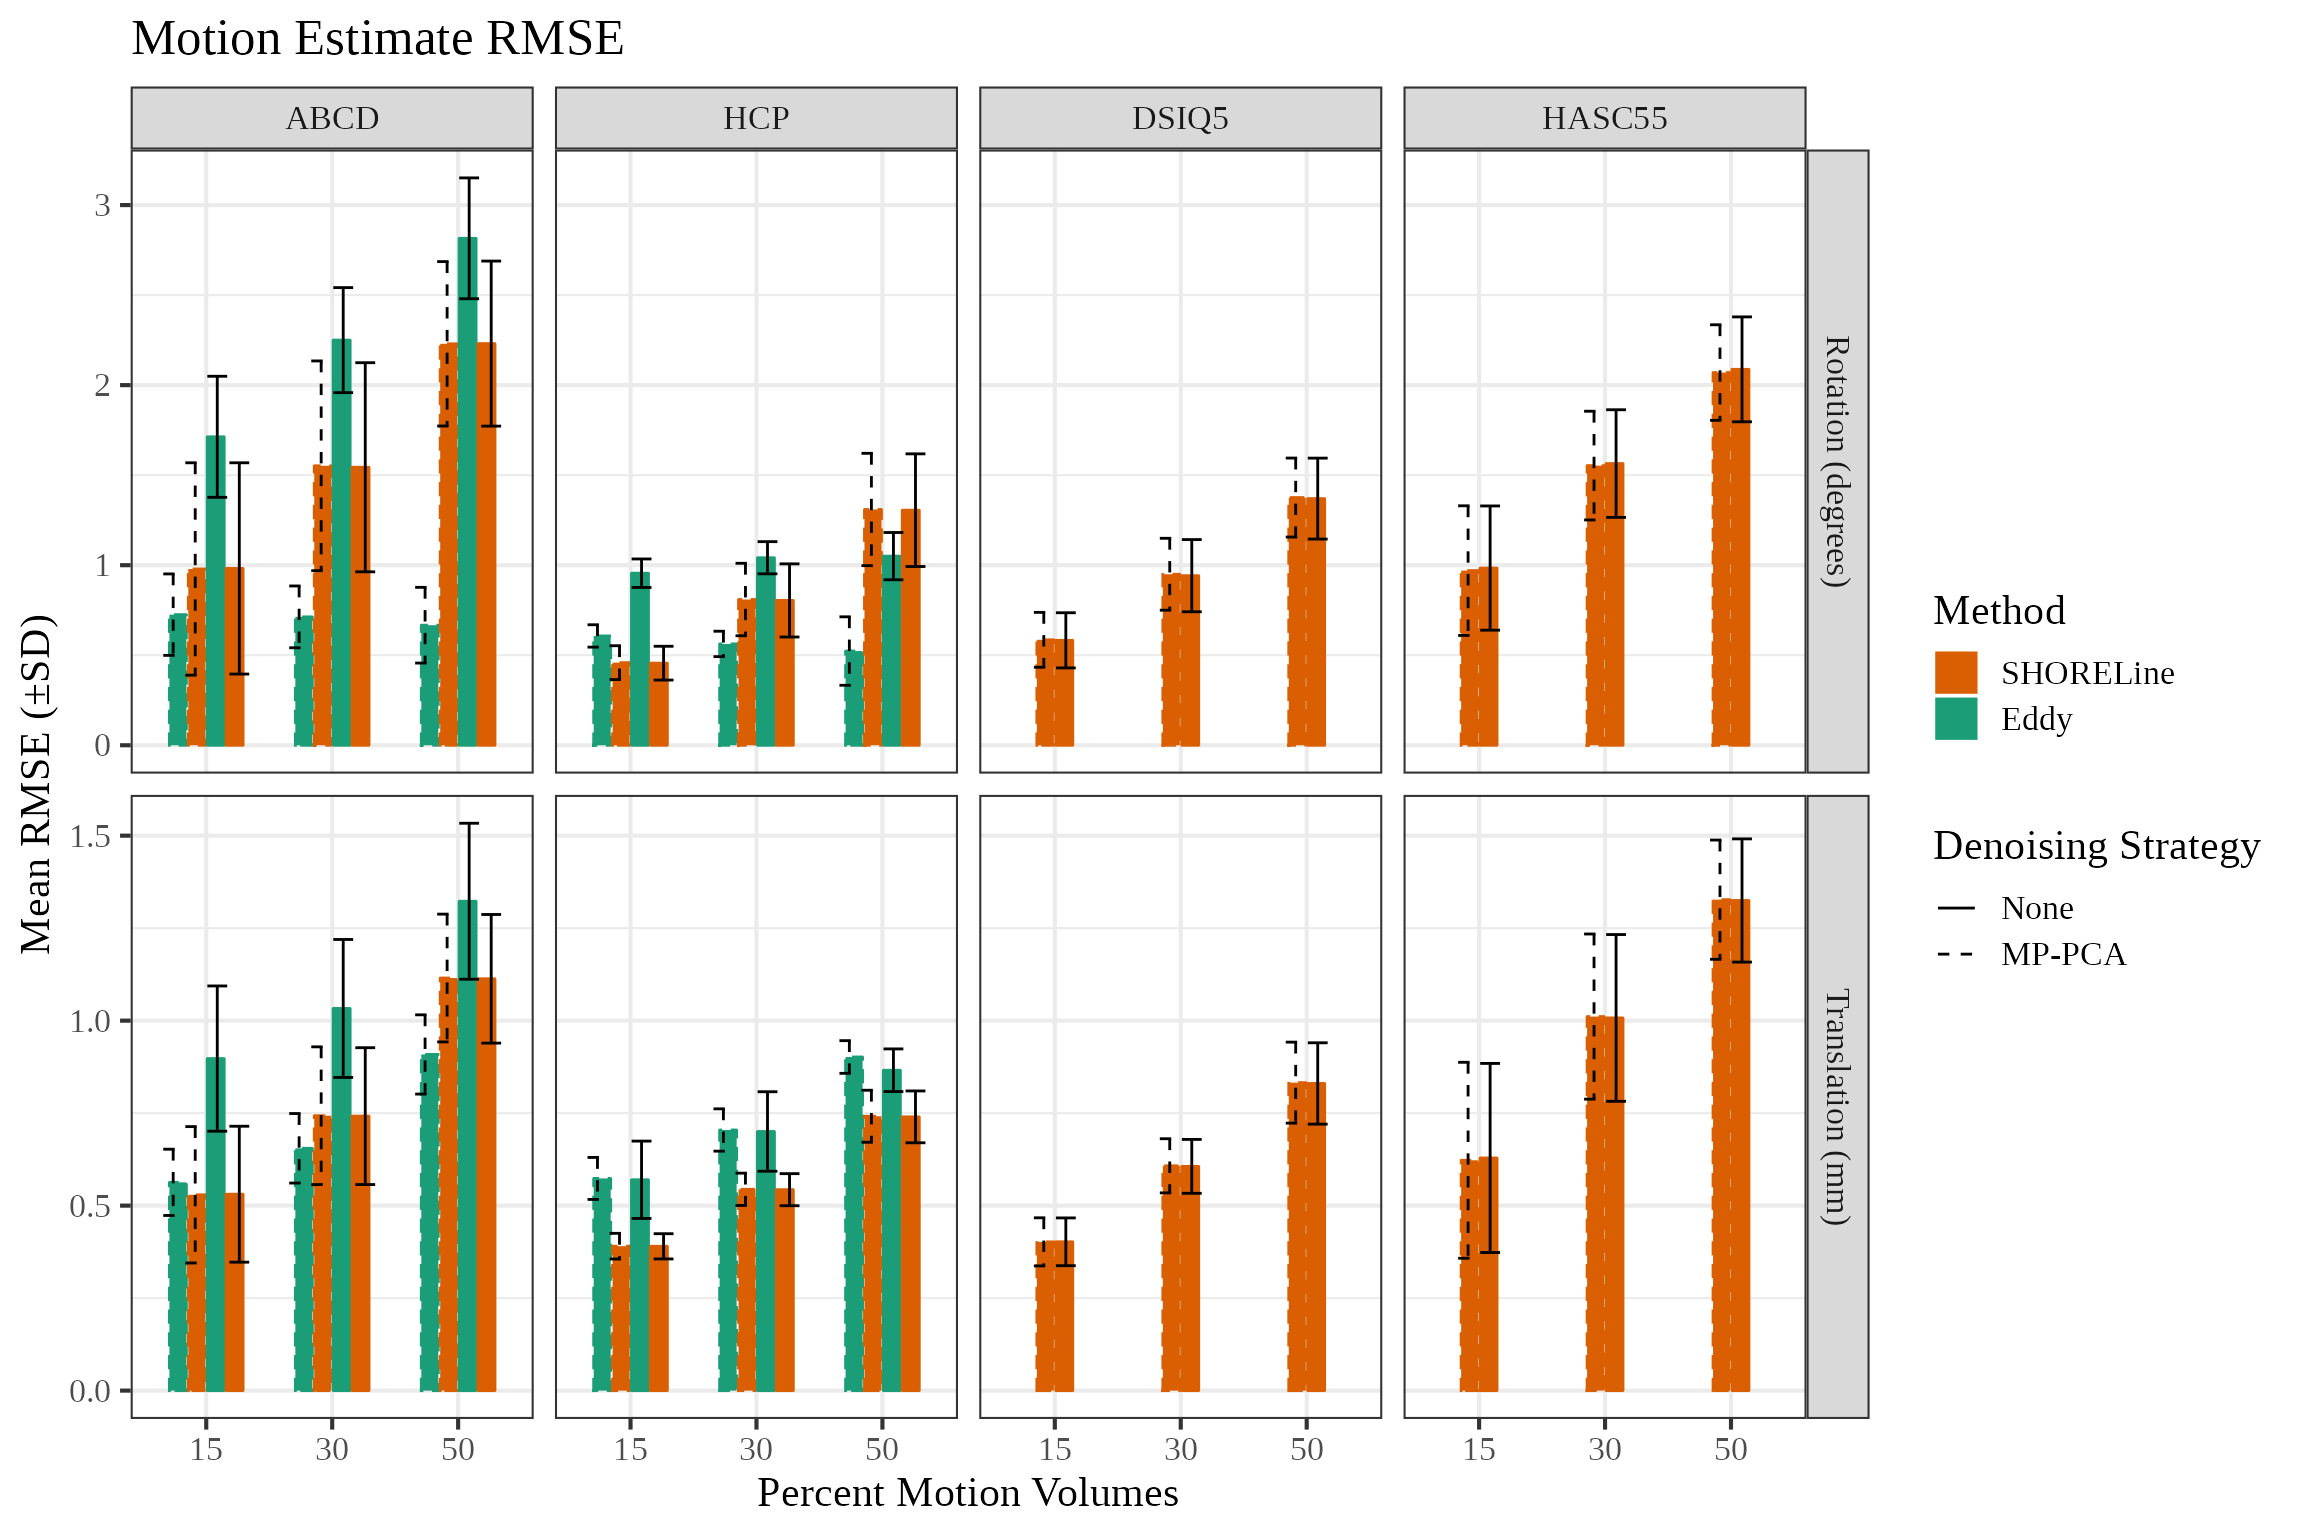 Motion Estimate RMSE
ABCD
HCP
DSIQ5
HASC55
3
2
1
0
Rotation (degrees)
1.5
1.0
0.5
0.0
Translation (mm)
Mean RMSE (±SD)
15
30
50
15
30
50
15
30
50
15
30
50
Percent Motion Volumes
Method
SHORELine
Eddy
Denoising Strategy
None
MP-PCA